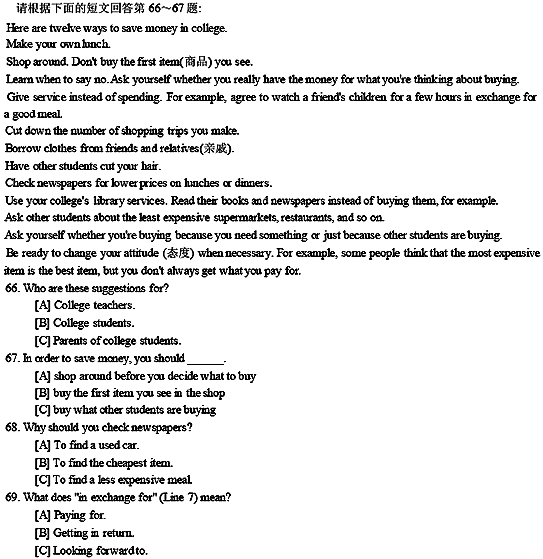 请根据下面的短文回答第 66～67 题:
Here are twelve ways to save money in college.
Make your own lunch.
Shop around. Don't buy the first item(商品) you see.
Learn when to say no. Ask yourself whether you really have the money for what you're thinking about buying.
Give service instead of spending. For example, agree to watch a friend's children for a few hours in exchange for
a good meal.
Cut down the number of shopping trips you make.
Borrow clothes from friends and relatives(亲戚).
Have other students cut your hair.
Check newspapers for lower prices on lunches or dinners.
Use your college's library services. Read their books and newspapers instead of buying them, for example.
Ask other students about the least expensive supermarkets, restaurants, and so on.
Ask yourself whether you're buying because you need something or just because other students are buying.
Be ready to change your attitude (态度) when necessary. For example, some people think that the most expensive
item is the best item, but you don't always get what you pay for.
66. Who are these suggestions for?
[A] College teachers.
[B] College students.
[C] Parents of college students.
67. In order to save money, you should ______.
[A] shop around before you decide what to buy
[B] buy the first item you see in the shop
[C] buy what other students are buying
68. Why should you check newspapers?
[A] To find a used car.
[B] To find the cheapest item.
[C] To find a less expensive meal.
69. What does "in exchange for" (Line 7) mean?
[A] Paying for.
[B] Getting in return.
[C] Looking forward to.